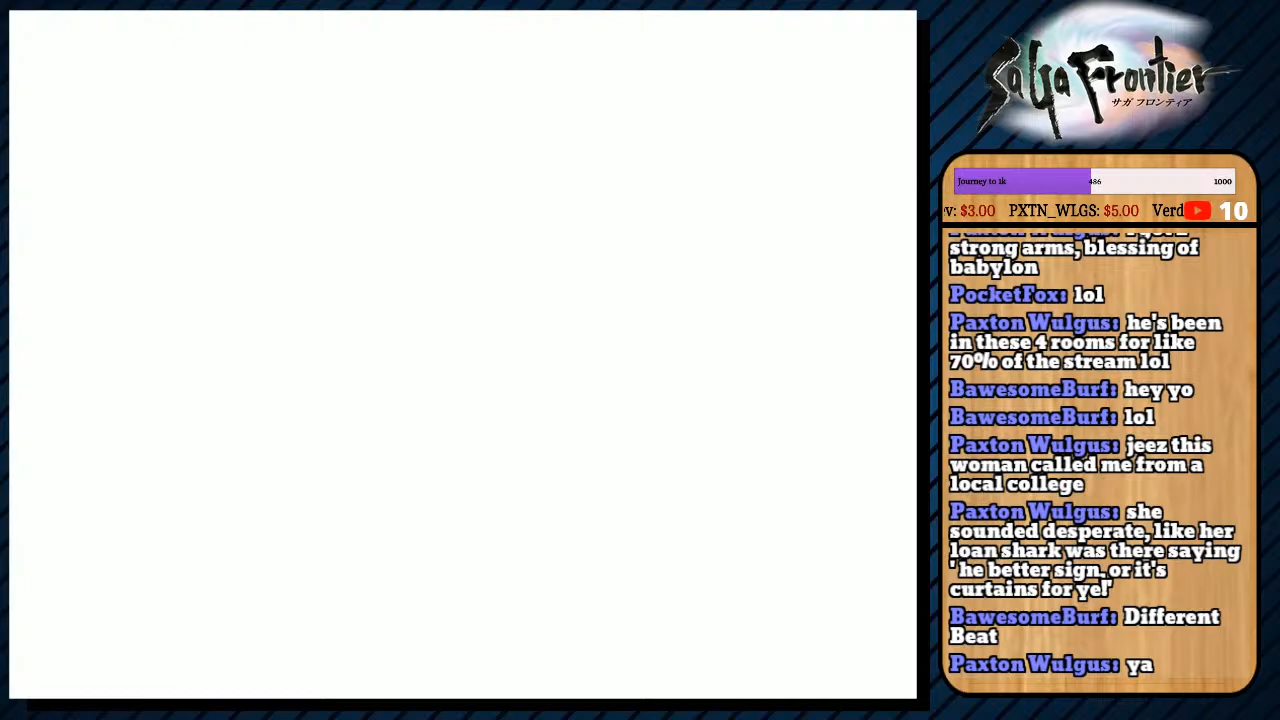 SaGa Frontier
サガ フロンティア
Journey to 1k 486 1000
v: $3.00 PXTN_WLGS: $5.00 Verd 10
strong arms, blessing of
babylon
PocketFox: lol
Paxton Wulgus: he's been
in these 4 rooms for like
70% of the stream lol
BawesomeBurf: hey yo
BawesomeBurf: lol
Paxton Wulgus: jeez this
woman called me from a
local college
Paxton Wulgus: she
sounded desperate, like her
loan shark was there saying
'he better sign, or it's
curtains for ye!'
BawesomeBurf: Different
Beat
Paxton Wulgus: ya